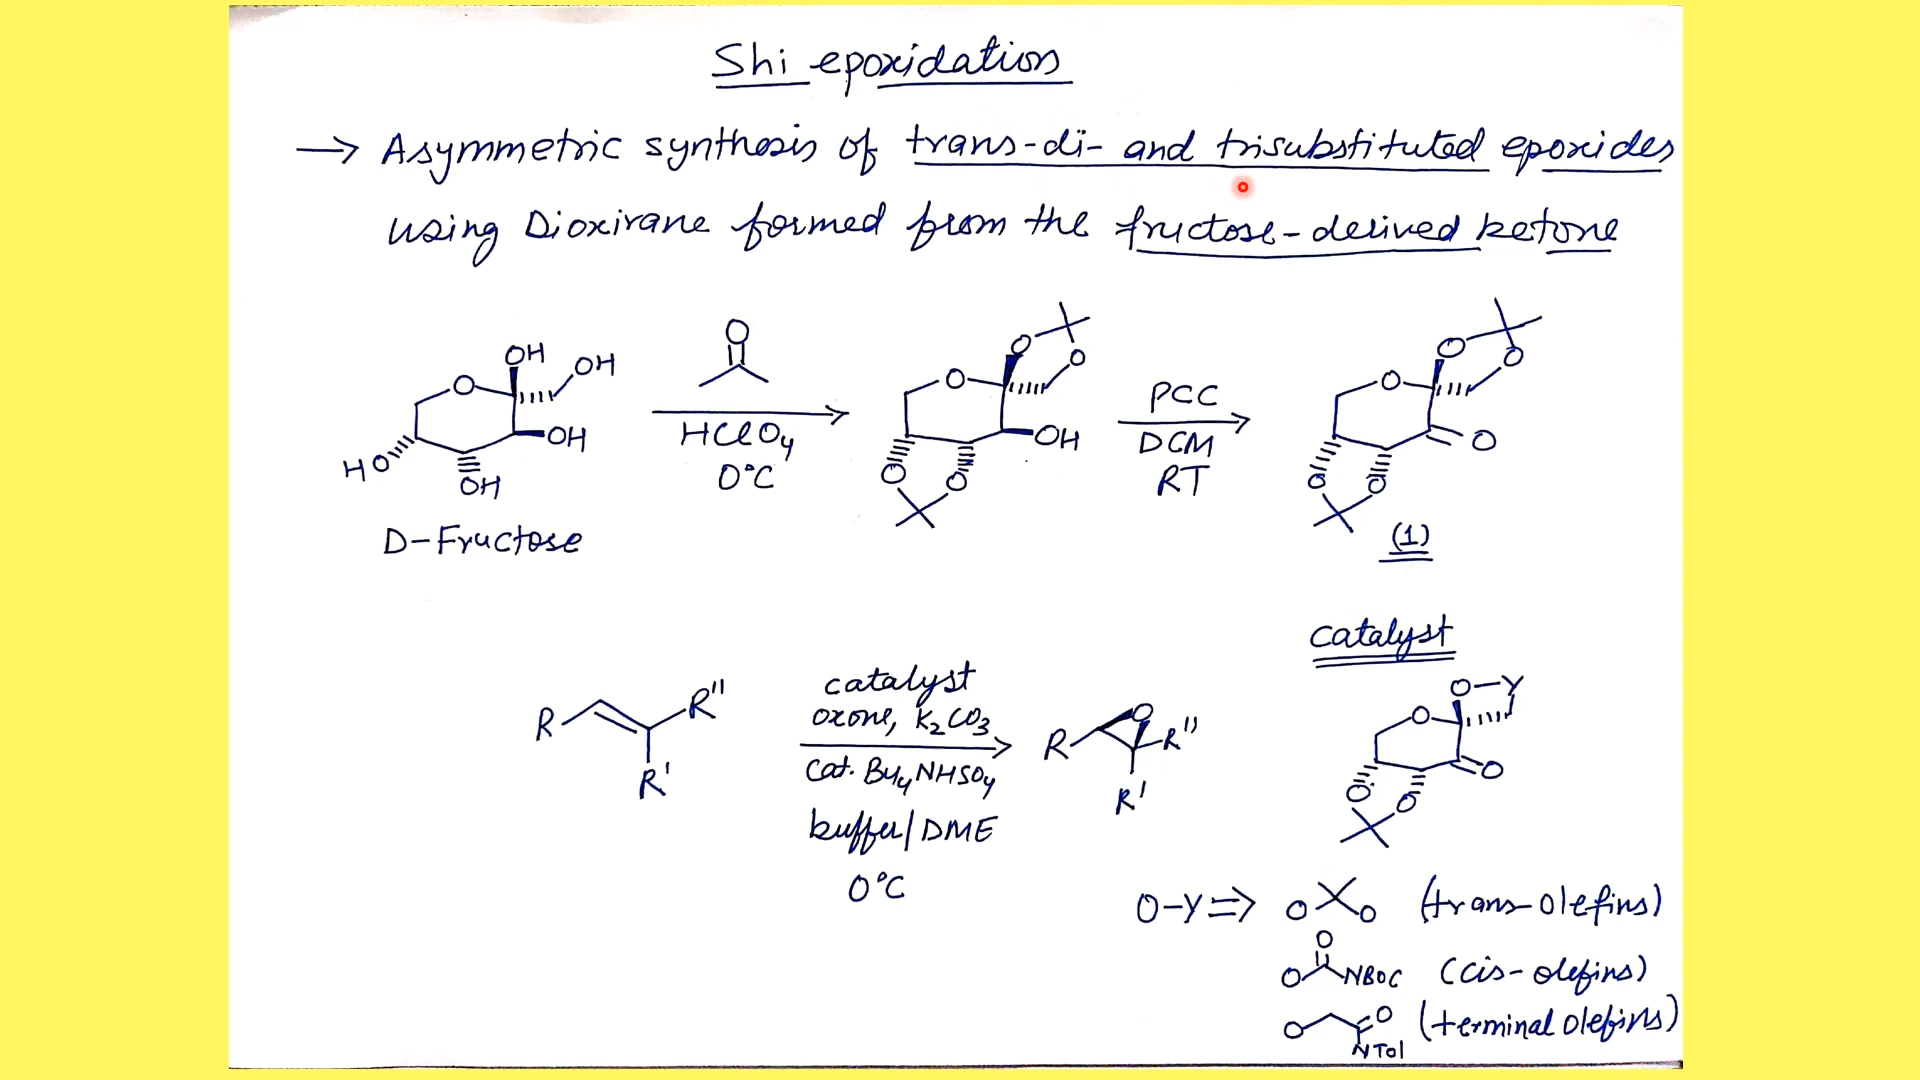 Shi epoxidation
→ Asymmetric synthesis of trans-di- and trisubstituted epoxides
using Dioxirane formed from the fructose-derived ketone
OH
OH
O
OH
HO
OH
D-Fructose
O
HClO4
0°C
O
O
O
OH
O
O
PCC
DCM
RT
O
O
O
O
O
O
(1)
catalyst
R
R"
R'
catalyst
oxone, K2CO3
Cat. Bu4NHSO4
buffer/DME
0°C
O
R
R"
R'
O-Y
O
O
O
O
O-Y ⇒ O O (trans-olefins)
O
O NBOC (cis-olefins)
O O (terminal olefins)
NTol